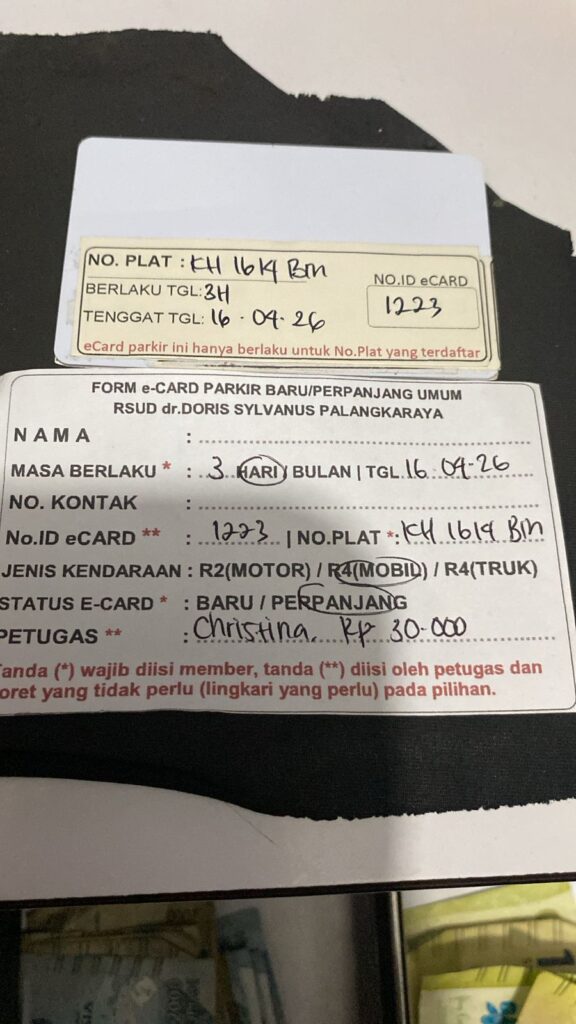 NO. PLAT : KH 1614 Bm
BERLAKU TGL: 3H
NO.ID eCARD
1223
TENGGAT TGL: 16 - 04 - 26
eCard parkir ini hanya berlaku untuk No.Plat yang terdaftar
FORM e-CARD PARKIR BARU/PERPANJANG UMUM
RSUD dr.DORIS SYLVANUS PALANGKARAYA
NAMA :
MASA BERLAKU * : 3 HARI / BULAN | TGL. 16 04-26
NO. KONTAK :
No.ID eCARD ** : 1223 | NO.PLAT *: KH 1614 Bm
JENIS KENDARAAN : R2(MOTOR) / R4(MOBIL) / R4(TRUK)
STATUS E-CARD * : BARU / PERPANJANG
PETUGAS ** : Christina. Rp 30-000
anda (*) wajib diisi member, tanda (**) diisi oleh petugas dan
oret yang tidak perlu (lingkari yang perlu) pada pilihan.